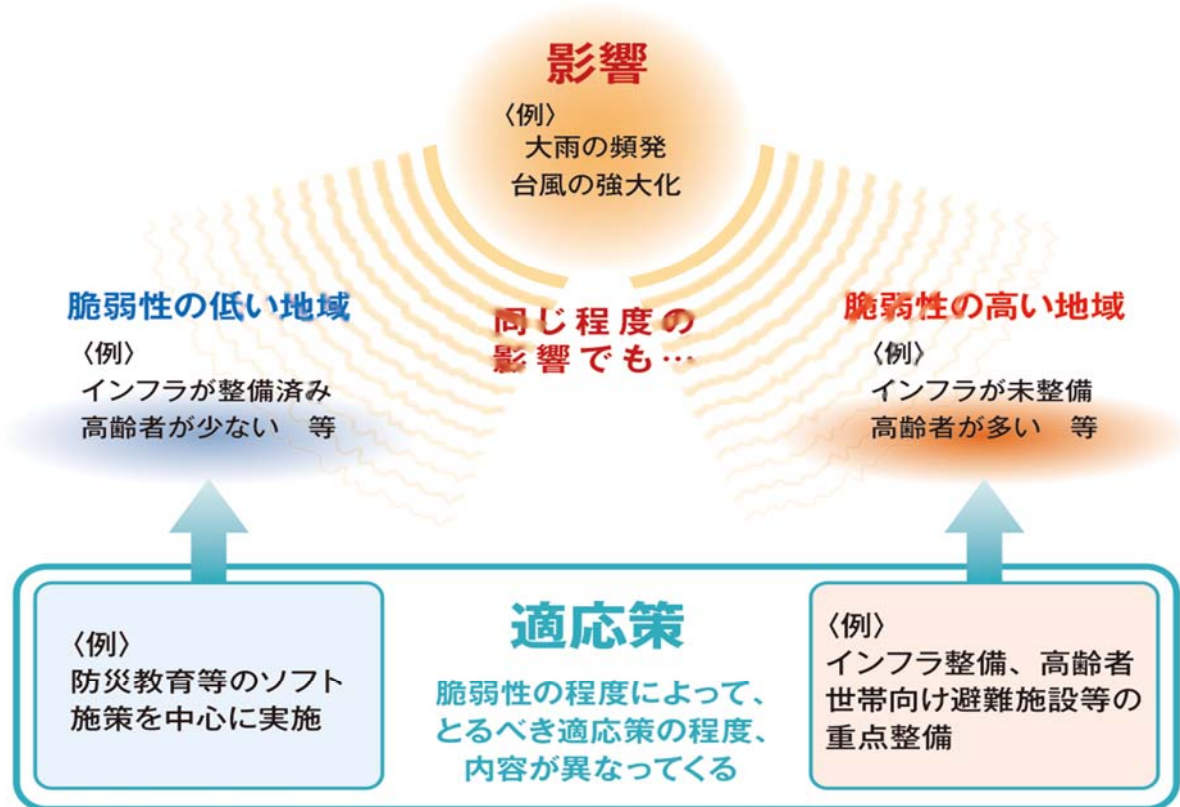 影響
〈例〉
大雨の頻発
台風の強大化
脆弱性の低い地域
〈例〉
インフラが整備済み
高齢者が少ない 等
同じ程度の
影響でも…
脆弱性の高い地域
〈例〉
インフラが未整備
高齢者が多い 等
〈例〉
防災教育等のソフト
施策を中心に実施
適応策
脆弱性の程度によって、
とるべき適応策の程度、
内容が異なってくる
〈例〉
インフラ整備、高齢者
世帯向け避難施設等の
重点整備